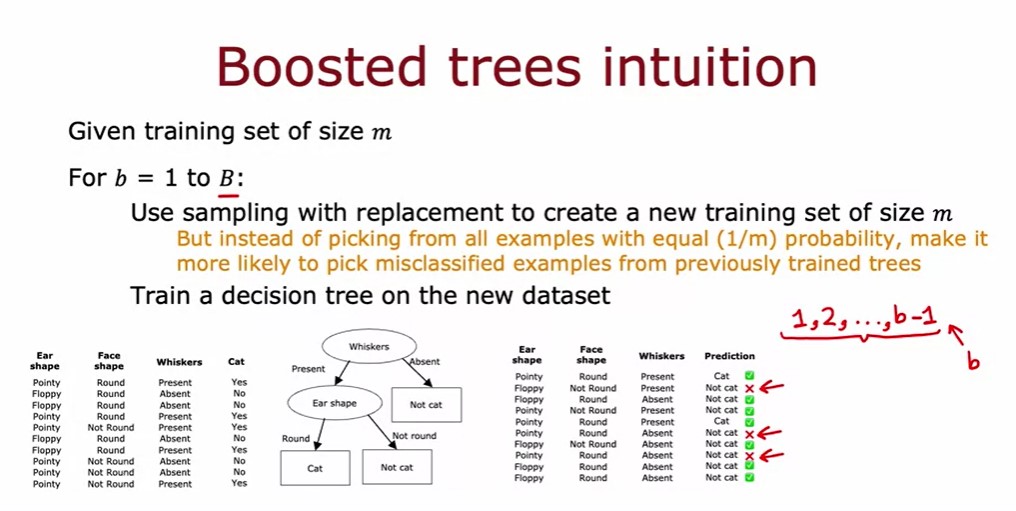 Boosted trees intuition
Given training set of size m
For b = 1 to B:
Use sampling with replacement to create a new training set of size m
But instead of picking from all examples with equal (1/m) probability, make it
more likely to pick misclassified examples from previously trained trees
Train a decision tree on the new dataset
1,2,...,b-1
b
Ear shape Face shape Whiskers Cat
Pointy Round Present Yes
Floppy Round Absent No
Floppy Round Absent No
Pointy Round Present Yes
Pointy Not Round Present Yes
Floppy Round Absent No
Floppy Round Present Yes
Pointy Not Round Absent No
Pointy Not Round Absent No
Pointy Not Round Present Yes
Whiskers
Present Absent
Ear shape Not cat
Round Not round
Cat Not cat
Ear shape Face shape Whiskers Prediction
Pointy Round Present Cat ✅
Floppy Not Round Present Not cat ✗
Floppy Round Absent Not cat ✅
Pointy Not Round Present Not cat ✅
Pointy Round Present Cat ✅
Pointy Round Absent Not cat ✗
Floppy Not Round Absent Not cat ✅
Pointy Round Absent Not cat ✗
Floppy Round Absent Not cat ✅
Floppy Round Absent Not cat ✅